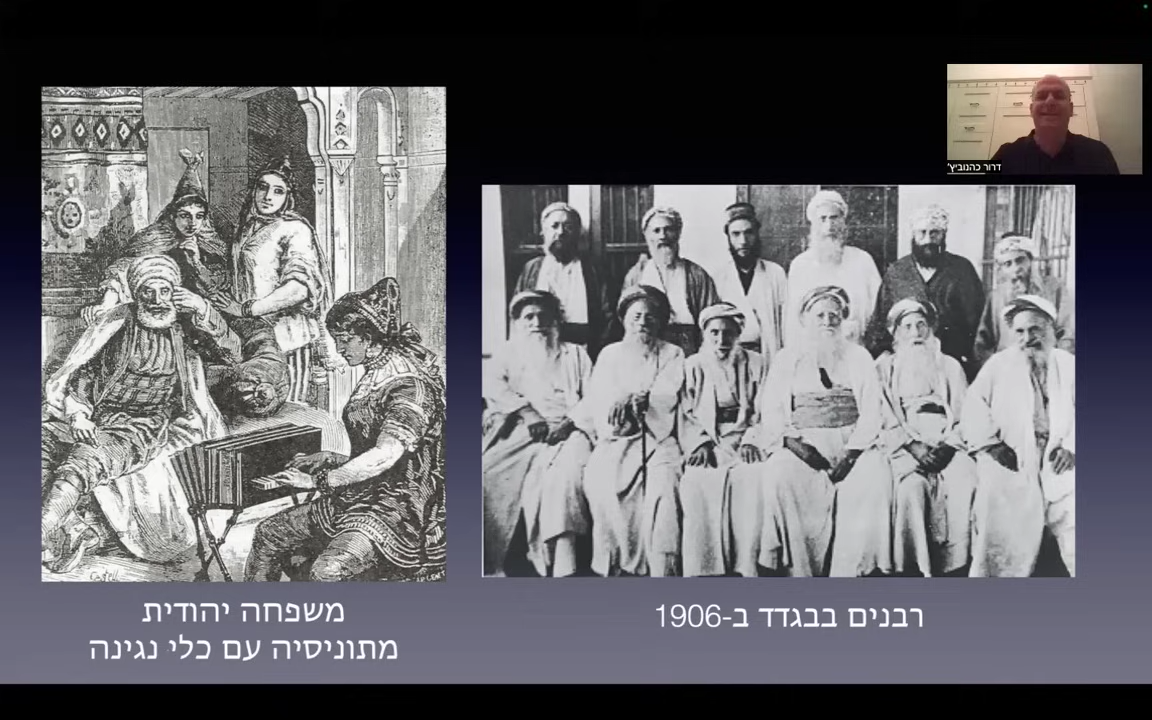 דרור כהנוביץ'
משפחה יהודית
מתוניסיה עם כלי נגינה
רבנים בבגדד ב-1906